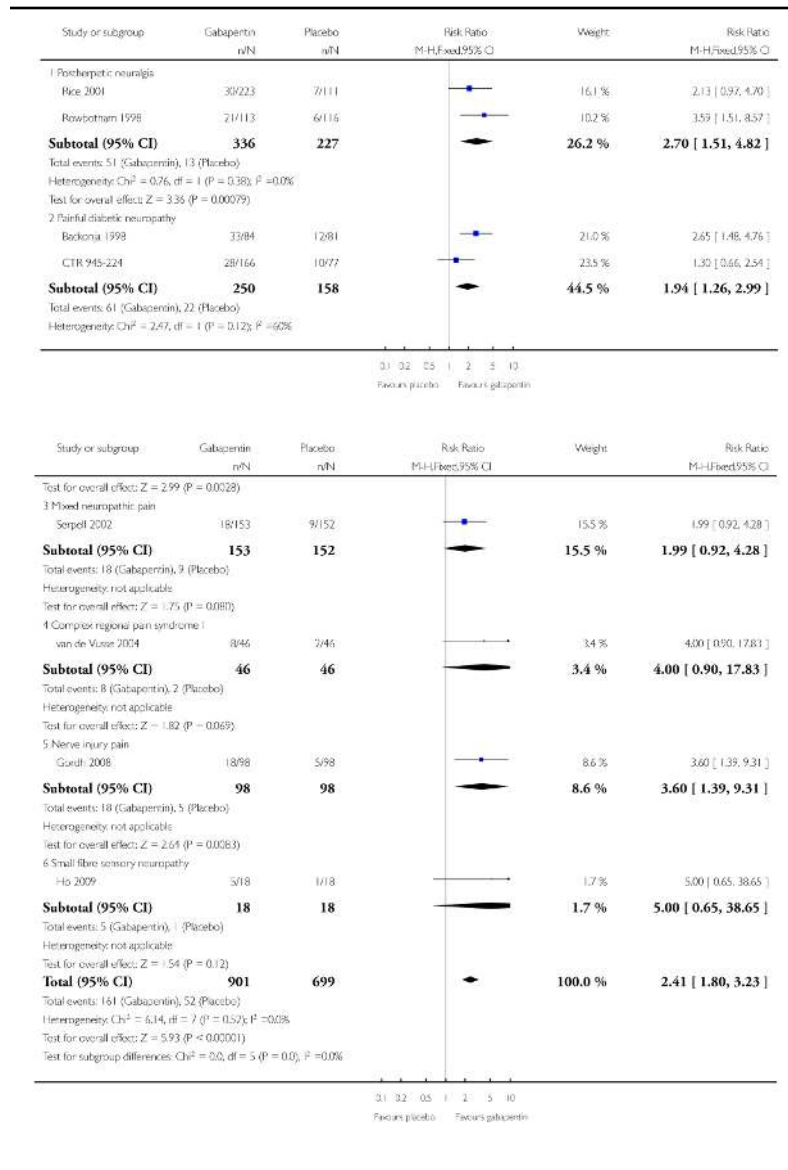 Study or subgroup Gabapentin Placebo Risk Ratio Weight Risk Ratio
n/N n/N M-H,Fixed,95% CI M-H,Fixed,95% CI
1 Postherpetic neuralgia
Rice 2001 30/223 7/111 16.1 % 2.13 [ 0.97, 4.70 ]
Rowbotham 1998 21/113 6/116 10.2 % 3.59 [ 1.51, 8.57 ]
Subtotal (95% CI) 336 227 26.2 % 2.70 [ 1.51, 4.82 ]
Total events: 51 (Gabapentin), 13 (Placebo)
Heterogeneity: Chi² = 0.76, df = 1 (P = 0.38); I² =0.0%
Test for overall effect: Z = 3.36 (P = 0.00079)
2 Painful diabetic neuropathy
Backonja 1998 33/84 12/81 21.0 % 2.65 [ 1.48, 4.76 ]
CTR 945-224 28/166 10/77 23.5 % 1.30 [ 0.66, 2.54 ]
Subtotal (95% CI) 250 158 44.5 % 1.94 [ 1.26, 2.99 ]
Total events: 61 (Gabapentin), 22 (Placebo)
Heterogeneity: Chi² = 2.47, df = 1 (P = 0.12); I² =60%
0.1 0.2 0.5 1 2 5 10
Favours placebo Favours gabapentin
Study or subgroup Gabapentin Placebo Risk Ratio Weight Risk Ratio
n/N n/N M-H,Fixed,95% CI M-H,Fixed,95% CI
Test for overall effect: Z = 2.99 (P = 0.0028)
3 Mixed neuropathic pain
Serpell 2002 18/153 9/152 15.5 % 1.99 [ 0.92, 4.28 ]
Subtotal (95% CI) 153 152 15.5 % 1.99 [ 0.92, 4.28 ]
Total events: 18 (Gabapentin), 9 (Placebo)
Heterogeneity: not applicable
Test for overall effect: Z = 1.75 (P = 0.080)
4 Complex regional pain syndrome I
van de Vusse 2004 8/46 2/46 3.4 % 4.00 [ 0.90, 17.83 ]
Subtotal (95% CI) 46 46 3.4 % 4.00 [ 0.90, 17.83 ]
Total events: 8 (Gabapentin), 2 (Placebo)
Heterogeneity: not applicable
Test for overall effect: Z = 1.82 (P = 0.069)
5 Nerve injury pain
Gordh 2008 18/98 5/98 8.6 % 3.60 [ 1.39, 9.31 ]
Subtotal (95% CI) 98 98 8.6 % 3.60 [ 1.39, 9.31 ]
Total events: 18 (Gabapentin), 5 (Placebo)
Heterogeneity: not applicable
Test for overall effect: Z = 2.64 (P = 0.0083)
6 Small fibre sensory neuropathy
Ho 2009 5/18 1/18 1.7 % 5.00 [ 0.65, 38.65 ]
Subtotal (95% CI) 18 18 1.7 % 5.00 [ 0.65, 38.65 ]
Total events: 5 (Gabapentin), 1 (Placebo)
Heterogeneity: not applicable
Test for overall effect: Z = 1.54 (P = 0.12)
Total (95% CI) 901 699 100.0 % 2.41 [ 1.80, 3.23 ]
Total events: 161 (Gabapentin), 52 (Placebo)
Heterogeneity: Chi² = 6.14, df = 7 (P = 0.52); I² =0.0%
Test for overall effect: Z = 5.93 (P < 0.00001)
Test for subgroup differences: Chi² = 0.0, df = 5 (P = 0.0), I² =0.0%
0.1 0.2 0.5 1 2 5 10
Favours placebo Favours gabapentin